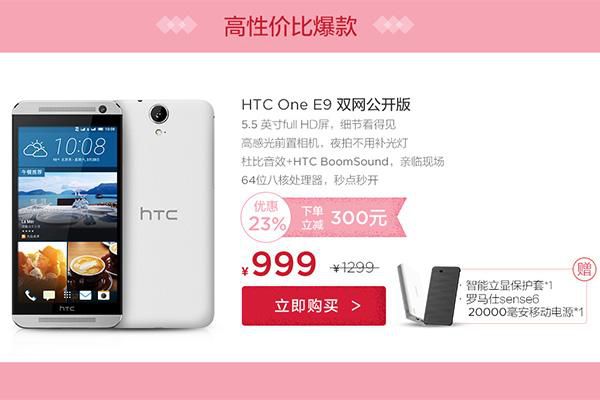 高性价比爆款
HTC One E9 双网公开版
5.5 英寸full HD屏，细节看得见
高感光前置相机，夜拍不用补光灯
杜比音效+HTC BoomSound，亲临现场
64位八核处理器，秒点秒开
优惠
23%
下单
立减
300元
¥999
¥1299
立即购买 >
赠
· 智能立显保护套*1
· 罗马仕sense6
20000毫安移动电源*1
htc
10:08
午餐推荐
htc